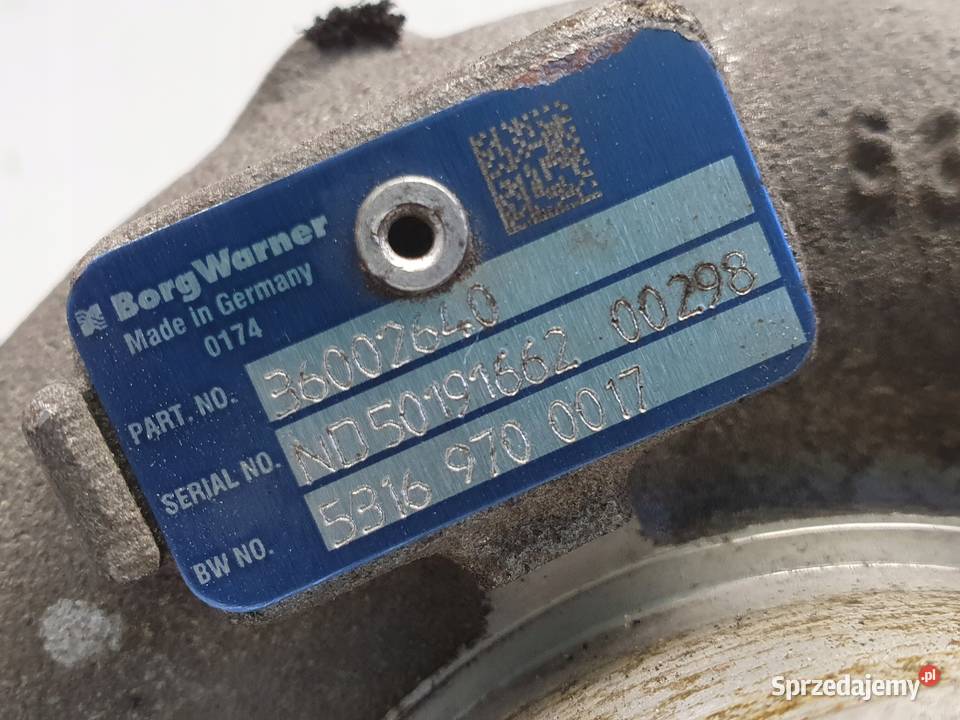 BorgWarner
Made in Germany
0174
PART. NO. 36002640
SERIAL NO. ND50191662 00298
BW NO. 5316 970 0017
Sprzedajemy.pl